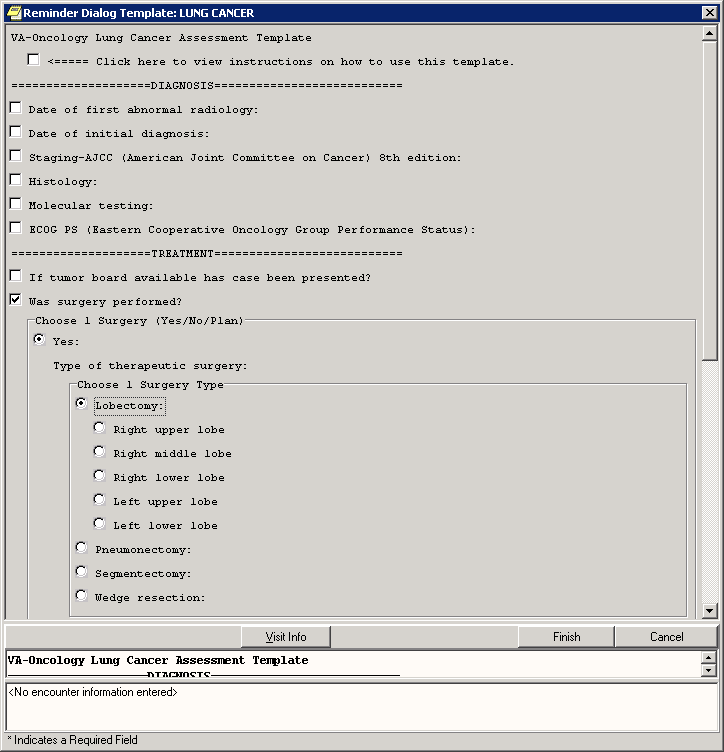 Reminder Dialog Template: LUNG CANCER
VA-Oncology Lung Cancer Assessment Template
<===== Click here to view instructions on how to use this template.
====================DIAGNOSIS===========================
Date of first abnormal radiology:
Date of initial diagnosis:
Staging-AJCC (American Joint Committee on Cancer) 8th edition:
Histology:
Molecular testing:
ECOG PS (Eastern Cooperative Oncology Group Performance Status):
====================TREATMENT===========================
If tumor board available has case been presented?
Was surgery performed?
Choose 1 Surgery (Yes/No/Plan)
Yes:
Type of therapeutic surgery:
Choose 1 Surgery Type
Lobectomy:
Right upper lobe
Right middle lobe
Right lower lobe
Left upper lobe
Left lower lobe
Pneumonectomy:
Segmentectomy:
Wedge resection:
Visit Info
Finish
Cancel
VA-Oncology Lung Cancer Assessment Template
DIAGNOSIS
<No encounter information entered>
* Indicates a Required Field